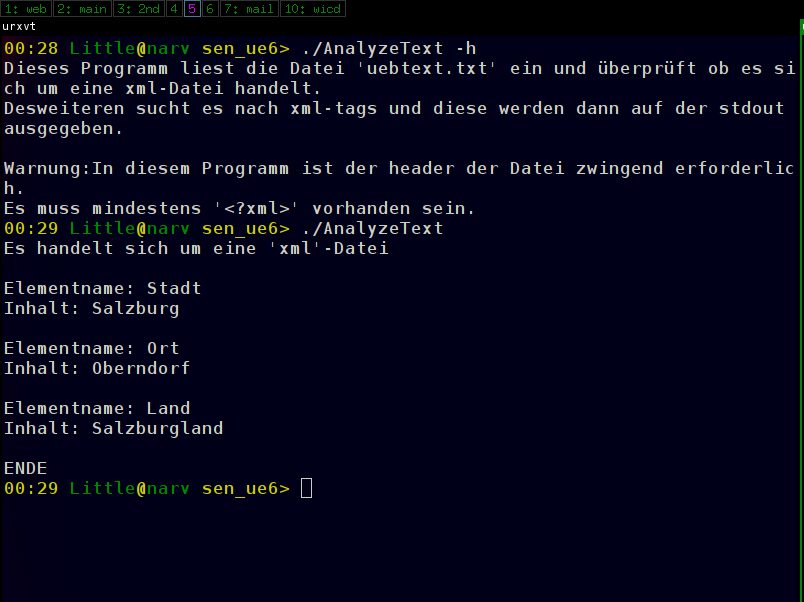 1: web 2: main 3: 2nd 4 5 6 7: mail 10: wicd
urxvt
00:28 Little@narv sen_ue6> ./AnalyzeText -h
Dieses Programm liest die Datei 'uebtext.txt' ein und überprüft ob es si
ch um eine xml-Datei handelt.
Desweiteren sucht es nach xml-tags und diese werden dann auf der stdout
ausgegeben.
Warnung:In diesem Programm ist der header der Datei zwingend erforderlic
h.
Es muss mindestens '<?xml>' vorhanden sein.
00:29 Little@narv sen_ue6> ./AnalyzeText
Es handelt sich um eine 'xml'-Datei
Elementname: Stadt
Inhalt: Salzburg
Elementname: Ort
Inhalt: Oberndorf
Elementname: Land
Inhalt: Salzburgland
ENDE
00:29 Little@narv sen_ue6>